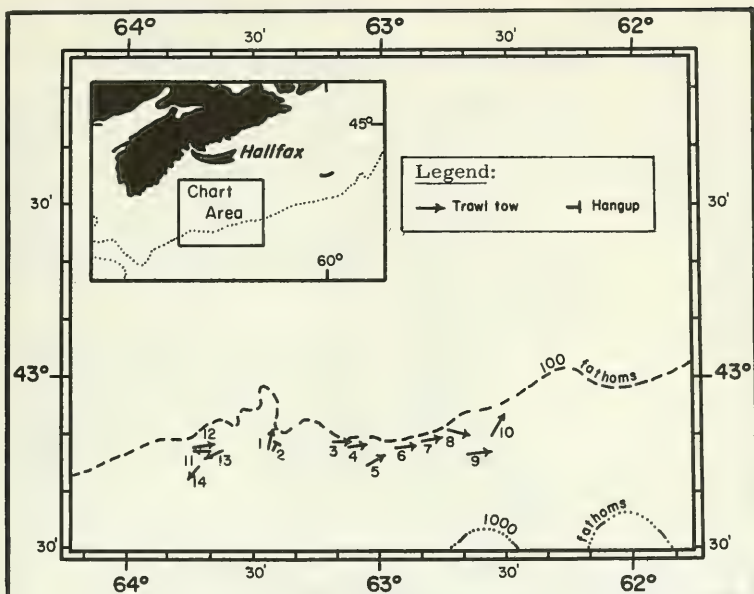 64° 30' 63° 30' 62°
45°
Halifax
Chart
Area
60°
Legend:
Trawl tow Hangup
30' 30'
43° 43°
100 fathoms
12
11 13
14
1 2 3 4 5 6 7 8 9 10
1000 fathoms
30' 30'
64° 30' 63° 30' 62°